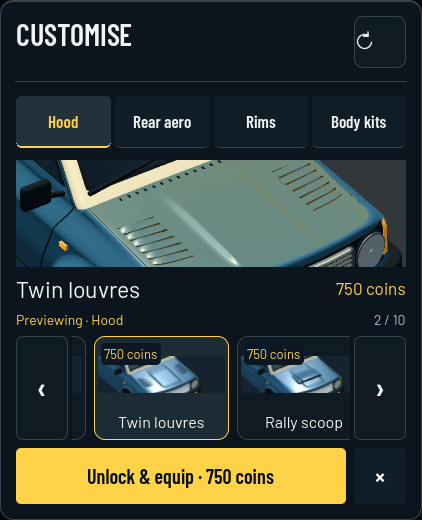 CUSTOMISE
Hood
Rear aero
Rims
Body kits
Twin louvres
750 coins
Previewing · Hood
2 / 10
750 coins
Twin louvres
750 coins
Rally scoop
Unlock & equip · 750 coins